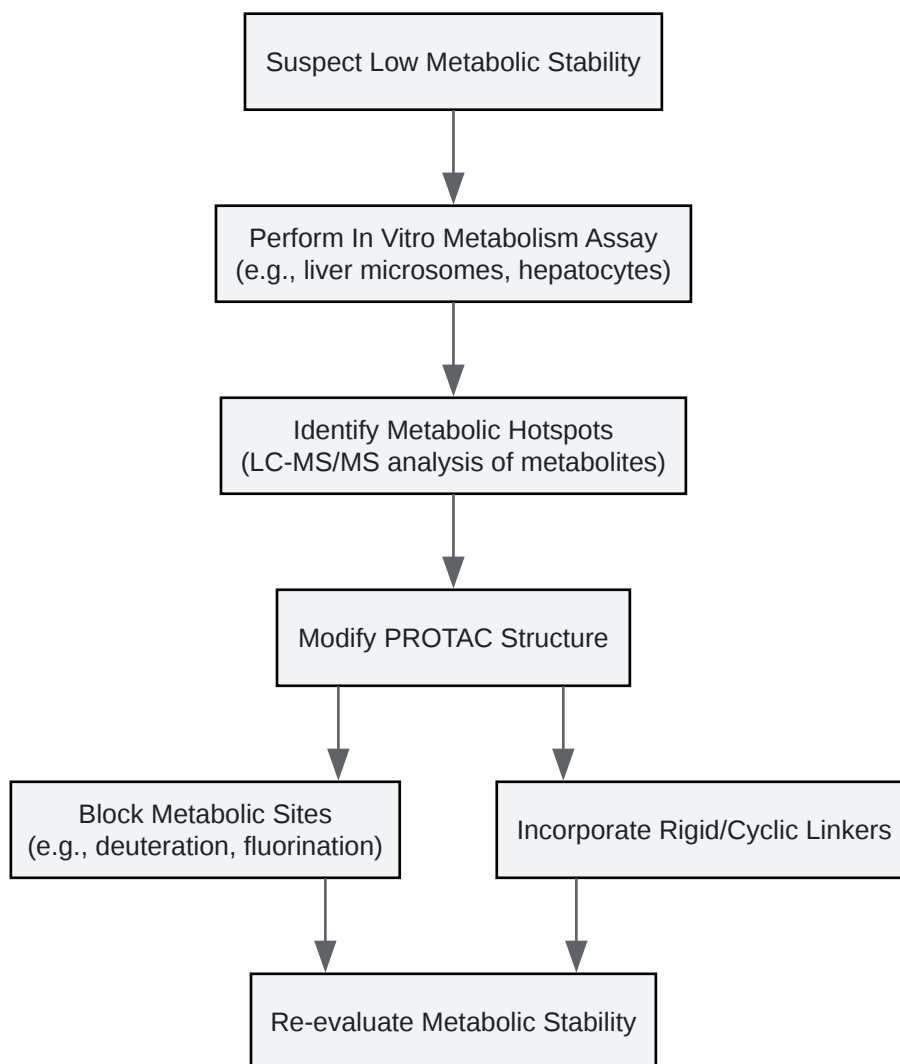 Suspect Low Metabolic Stability
Perform In Vitro Metabolism Assay
(e.g., liver microsomes, hepatocytes)
Identify Metabolic Hotspots
(LC-MS/MS analysis of metabolites)
Modify PROTAC Structure
Block Metabolic Sites
(e.g., deuteration, fluorination)
Incorporate Rigid/Cyclic Linkers
Re-evaluate Metabolic Stability